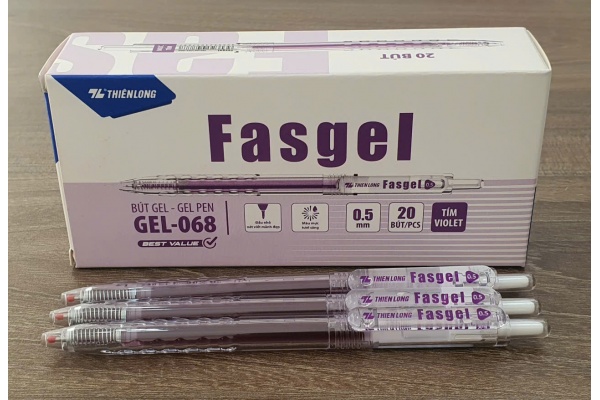 20 BÚT
THIÊN LONG
Fasgel
THIÊN LONG Fasgel 0.5
BÚT GEL - GEL PEN
GEL-068
BEST VALUE
0.5
mm
20
BÚT/PCS
TÍM
VIOLET
THIÊN LONG Fasgel 0.5
THIÊN LONG Fasgel 0.5
THIÊN LONG Fasgel 0.5